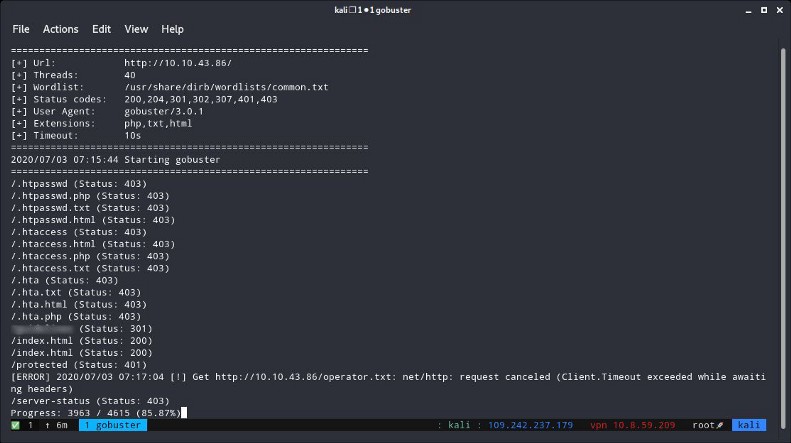 kali 1 1 gobuster
File Actions Edit View Help
===============================================================
[+] Url: http://10.10.43.86/
[+] Threads: 40
[+] Wordlist: /usr/share/dirb/wordlists/common.txt
[+] Status codes: 200,204,301,302,307,401,403
[+] User Agent: gobuster/3.0.1
[+] Extensions: php,txt,html
[+] Timeout: 10s
===============================================================
2020/07/03 07:15:44 Starting gobuster
===============================================================
/.htpasswd (Status: 403)
/.htpasswd.php (Status: 403)
/.htpasswd.txt (Status: 403)
/.htpasswd.html (Status: 403)
/.htaccess (Status: 403)
/.htaccess.html (Status: 403)
/.htaccess.php (Status: 403)
/.htaccess.txt (Status: 403)
/.hta (Status: 403)
/.hta.txt (Status: 403)
/.hta.html (Status: 403)
/.hta.php (Status: 403)
(Status: 301)
/index.html (Status: 200)
/index.html (Status: 200)
/protected (Status: 401)
[ERROR] 2020/07/03 07:17:04 [!] Get http://10.10.43.86/operator.txt: net/http: request canceled (Client.Timeout exceeded while awaiti
ng headers)
/server-status (Status: 403)
Progress: 3963 / 4615 (85.87%)
1 ↑ 6m 1 gobuster : kali : 109.242.237.179 vpn 10.8.59.209 root kali